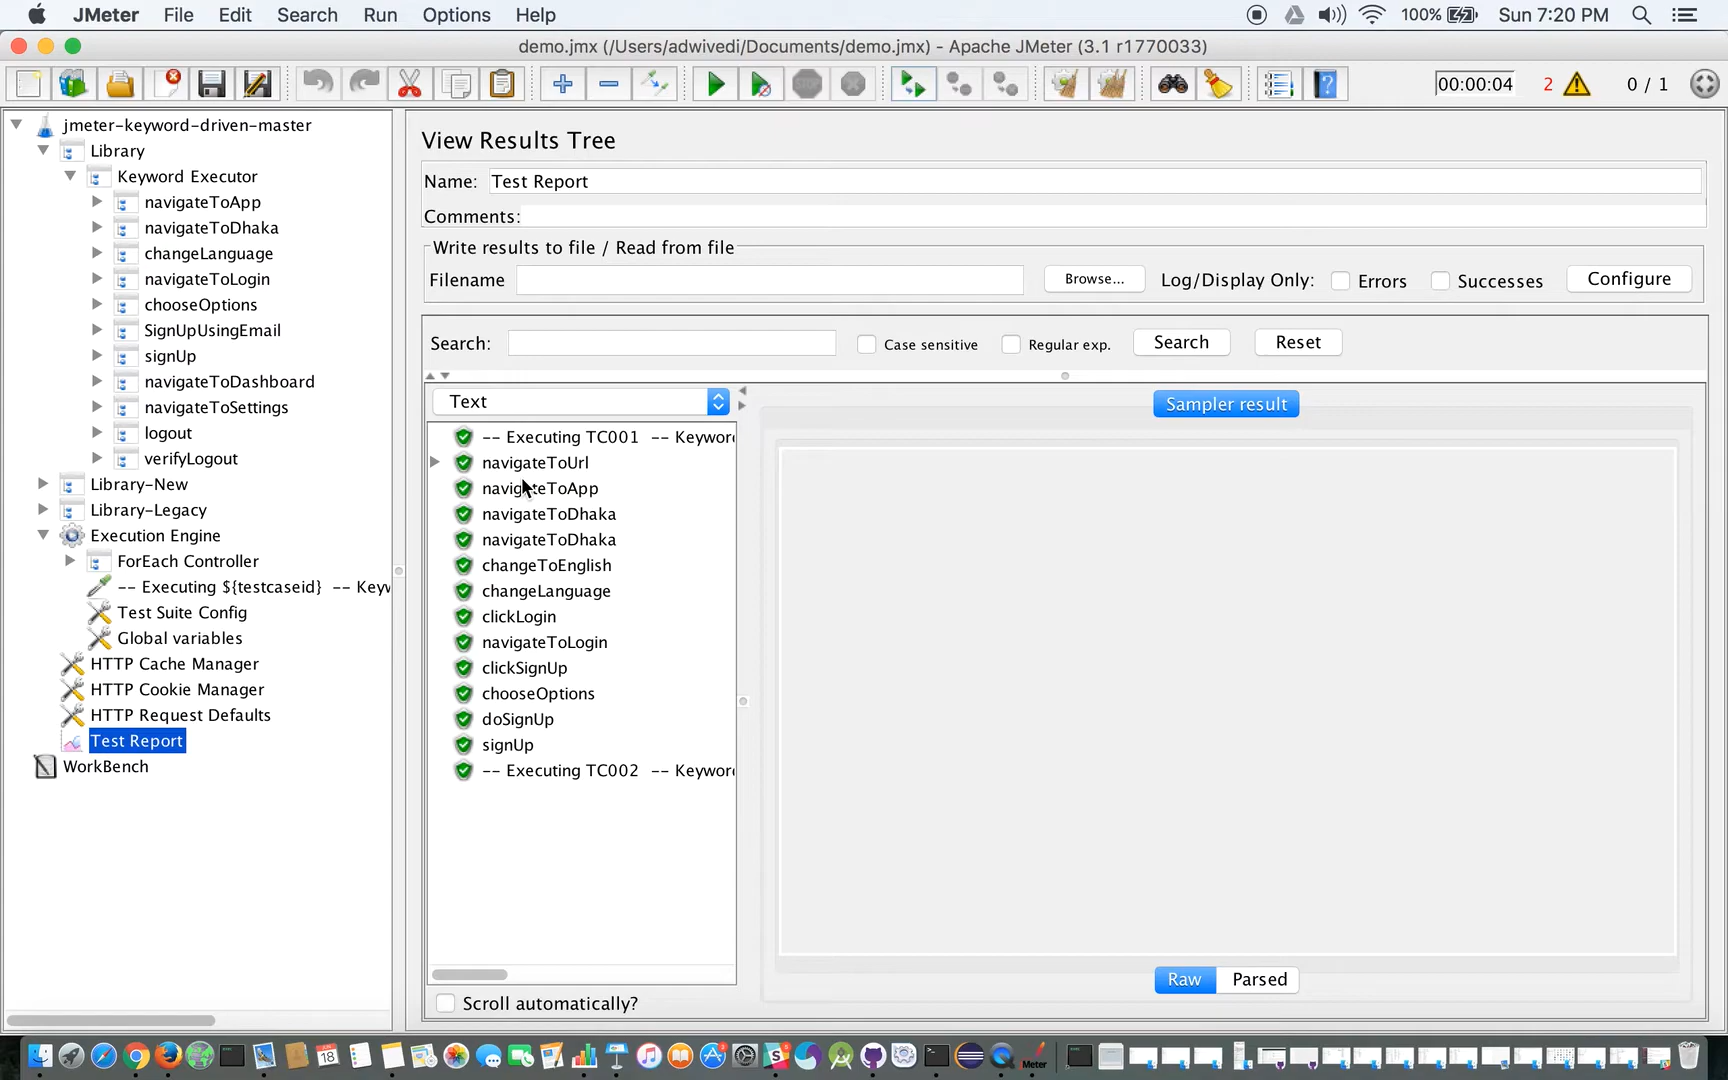 JMeter File Edit Search Run Options Help 100% Sun 7:20 PM
demo.jmx (/Users/adwivedi/Documents/demo.jmx) - Apache JMeter (3.1 r1770033)
00:00:04 2 0 / 1
jmeter-keyword-driven-master
Library
Keyword Executor
navigateToApp
navigateToDhaka
changeLanguage
navigateToLogin
chooseOptions
SignUpUsingEmail
signUp
navigateToDashboard
navigateToSettings
logout
verifyLogout
Library-New
Library-Legacy
Execution Engine
ForEach Controller
-- Executing ${testcaseid} -- Keyw
Test Suite Config
Global variables
HTTP Cache Manager
HTTP Cookie Manager
HTTP Request Defaults
Test Report
WorkBench
View Results Tree
Name: Test Report
Comments:
Write results to file / Read from file
Filename Browse... Log/Display Only: Errors Successes Configure
Search: Case sensitive Regular exp. Search Reset
Text
-- Executing TC001 -- Keyword
navigateToUrl
navigateToApp
navigateToDhaka
navigateToDhaka
changeToEnglish
changeLanguage
clickLogin
navigateToLogin
clickSignUp
chooseOptions
doSignUp
signUp
-- Executing TC002 -- Keyword
Scroll automatically?
Sampler result
Raw Parsed